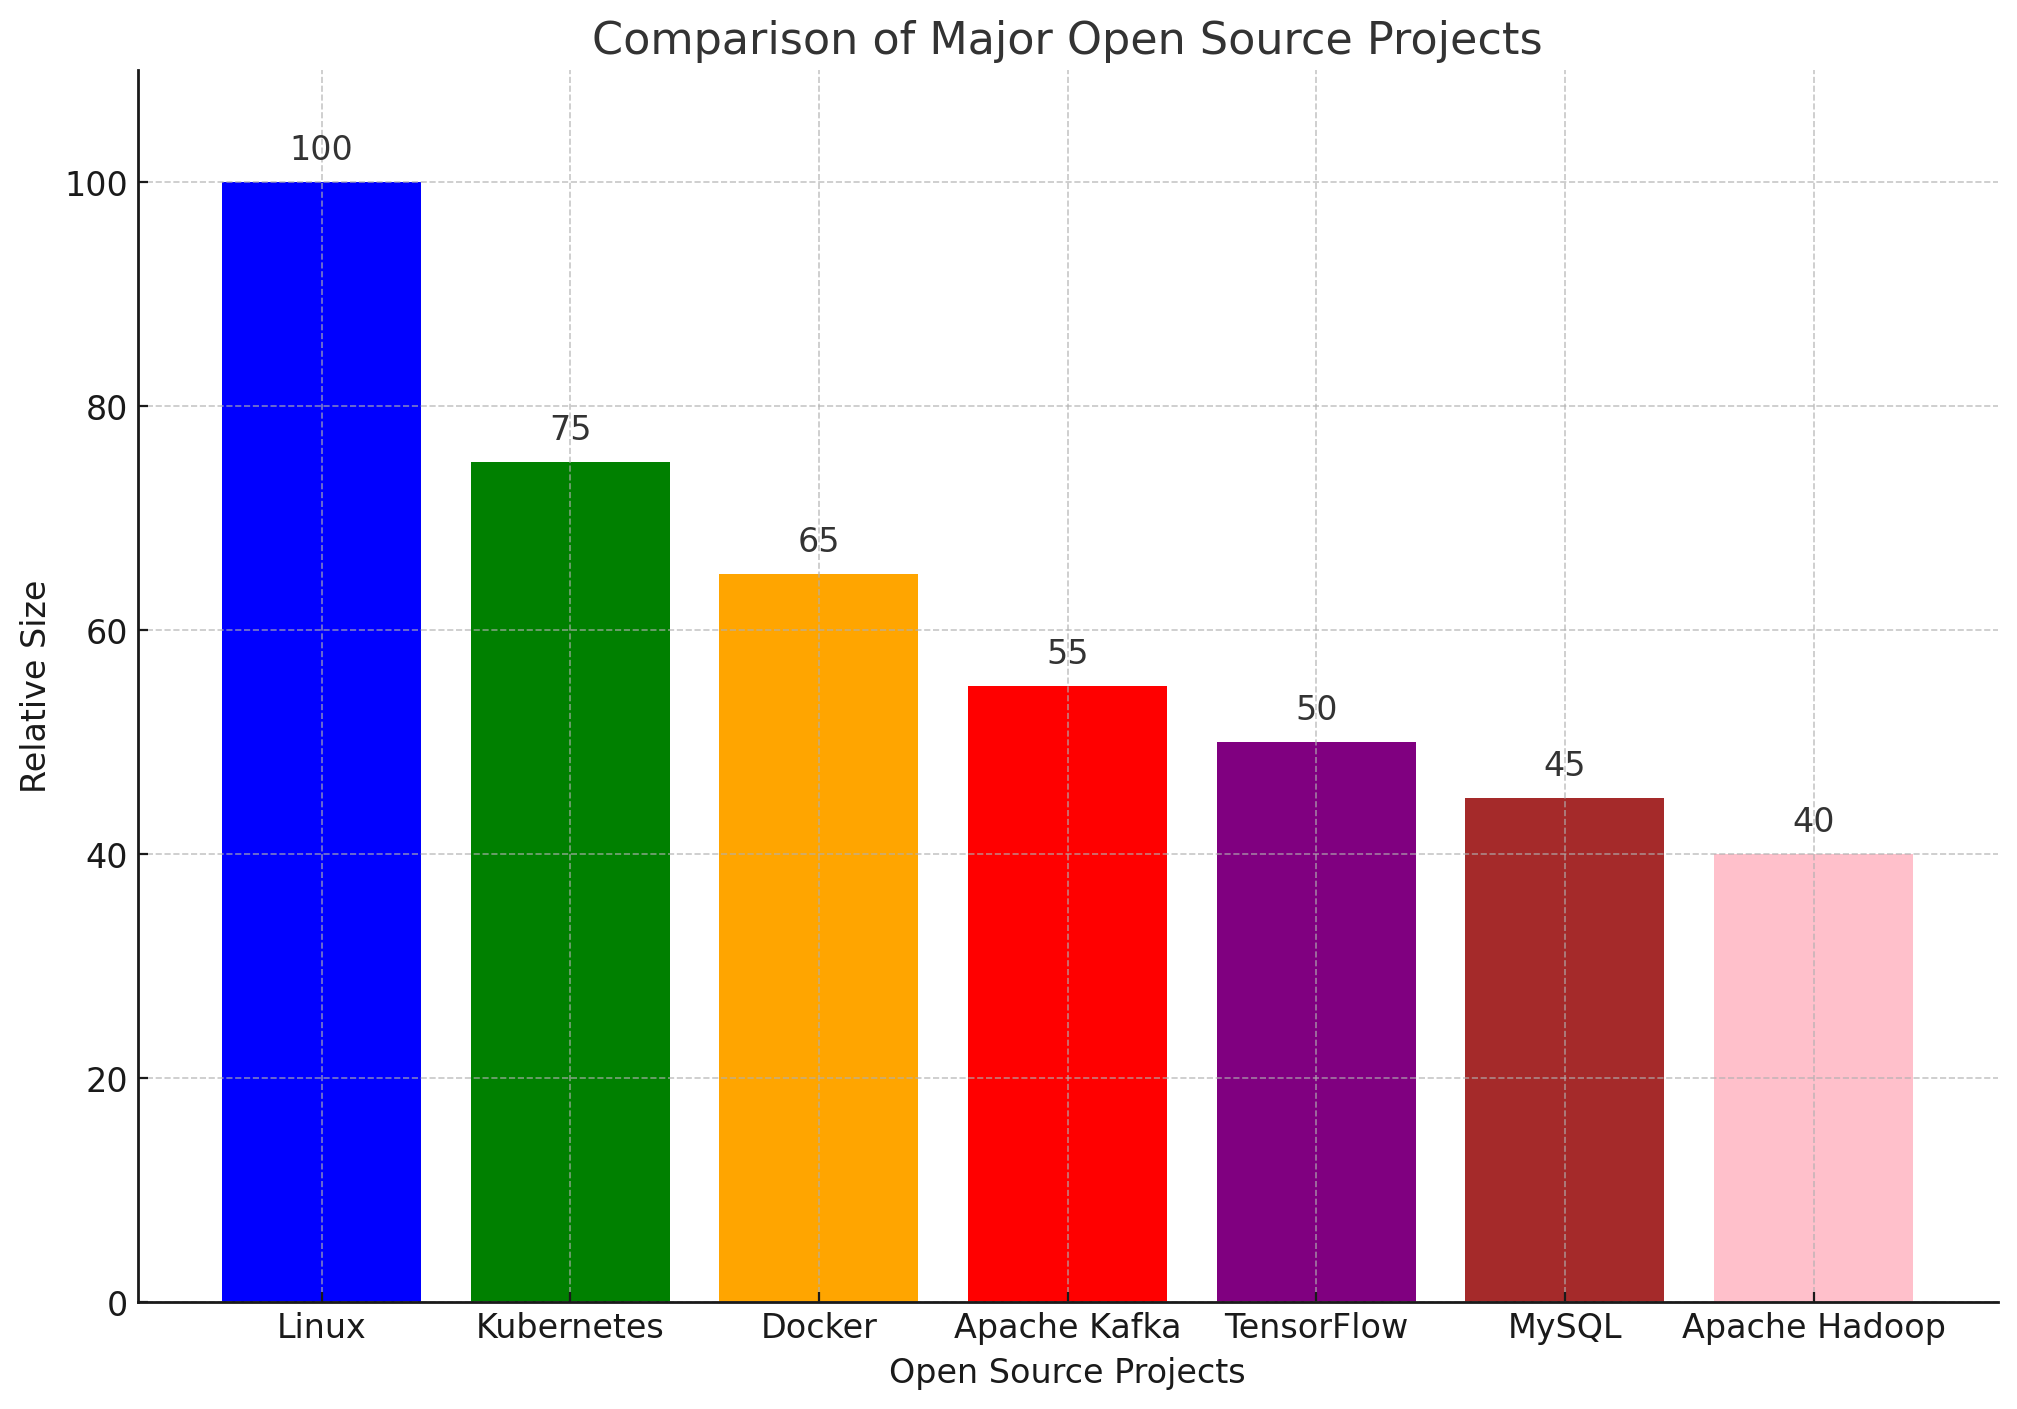 Comparison of Major Open Source Projects
100
75
65
55
50
45
40
Relative Size
100
80
60
40
20
0
Linux
Kubernetes
Docker
Apache Kafka
TensorFlow
MySQL
Apache Hadoop
Open Source Projects